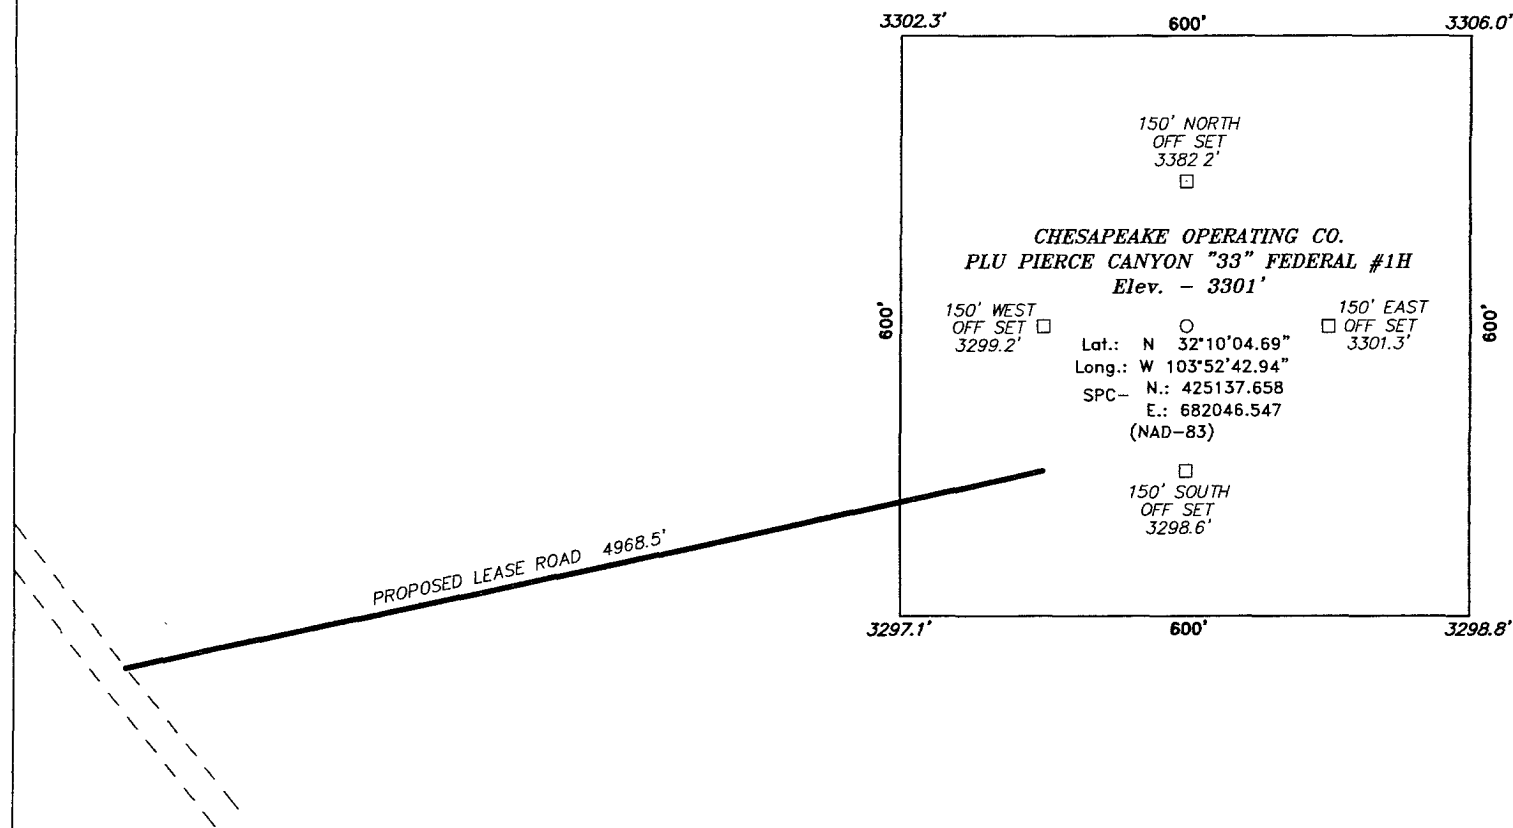 3302.3'
600'
3306.0'
150' NORTH
OFF SET
3382 2'
CHESAPEAKE OPERATING CO.
PLU PIERCE CANYON "33" FEDERAL #1H
Elev. - 3301'
600'
150' WEST
OFF SET
3299.2'
150' EAST
OFF SET
3301.3'
600'
Lat.: N 32°10'04.69"
Long.: W 103°52'42.94"
SPC- N.: 425137.658
E.: 682046.547
(NAD-83)
150' SOUTH
OFF SET
3298.6'
PROPOSED LEASE ROAD 4968.5'
3297.1'
600'
3298.8'